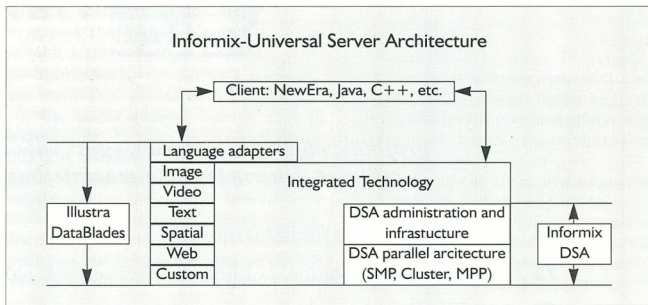 Informix-Universal Server Architecture
Client: NewEra, Java, C++, etc.
Language adapters
Image
Video
Text
Spatial
Web
Custom
Illustra
DataBlades
Integrated Technology
DSA administration and
infrastucture
DSA parallel arcitecture
(SMP, Cluster, MPP)
Informix
DSA